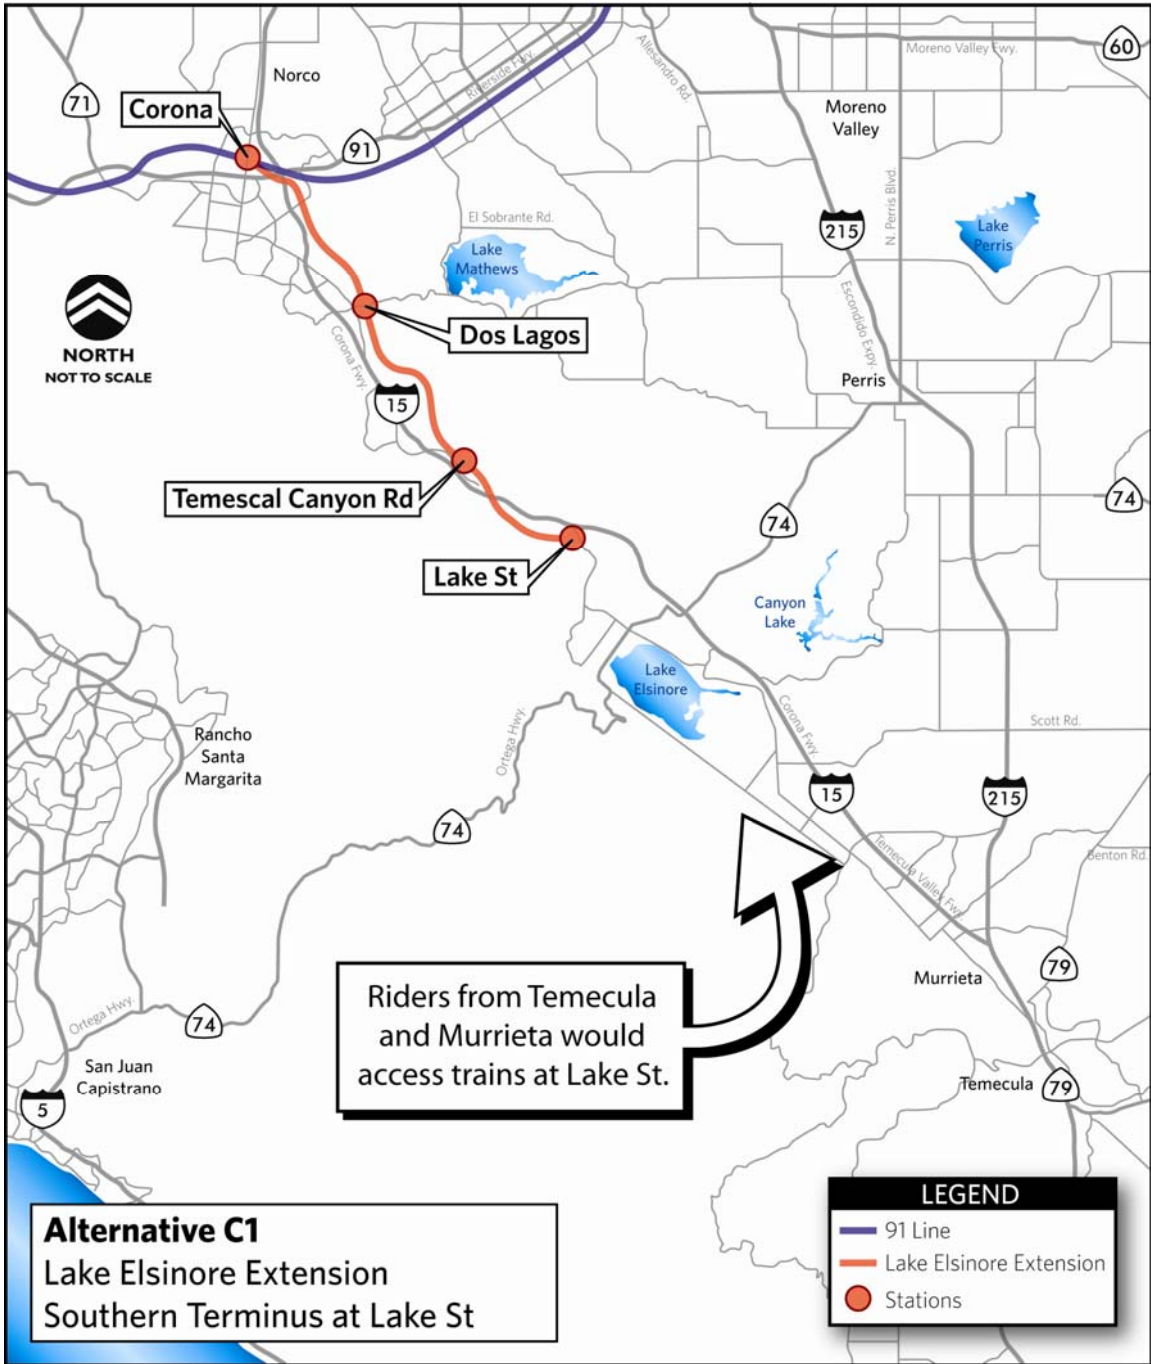 Norco
Riverside Fwy.
Allesandro Rd.
Moreno Valley Fwy.
60
71
Corona
91
Moreno
Valley
N. Perris Blvd.
El Sobrante Rd.
215
Lake
Perris
Lake
Mathews
NORTH
NOT TO SCALE
Dos Lagos
Corona Fwy.
Escondido Expy.
Perris
15
Temescal Canyon Rd
74
74
Lake St
Canyon
Lake
Lake
Elsinore
Rancho
Santa
Margarita
Ortega Hwy.
Corona Fwy.
Scott Rd.
15
215
74
Temecula Valley Fwy.
Benton Rd.
Murrieta
79
Riders from Temecula
and Murrieta would
access trains at Lake St.
Ortega Hwy.
74
San Juan
Capistrano
5
Temecula
79
Alternative C1
Lake Elsinore Extension
Southern Terminus at Lake St
LEGEND
91 Line
Lake Elsinore Extension
Stations